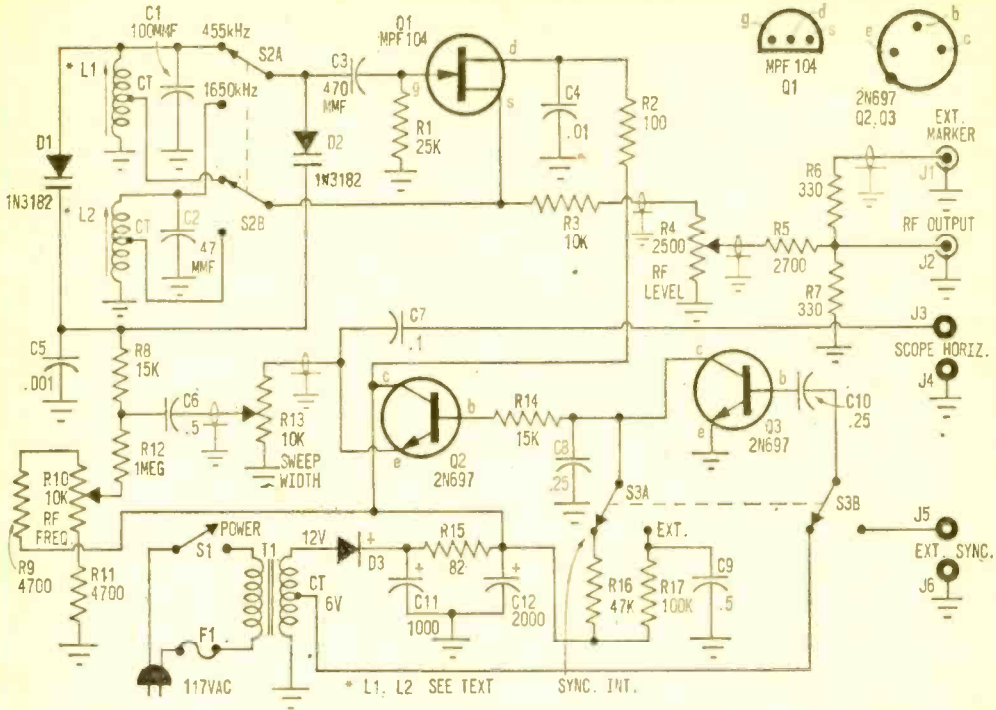 C1
100MMF
455kHz
S2A
* L1
CT
C3
470
MMF
Q1
MPF104
g
d
s
R1
25K
C4
.01
R2
100
g
d
s
MPF 104
Q1
e
b
c
2N697
Q2,Q3
D1
1N3182
1650kHz
D2
1N3182
S2B
* L2
CT
C2
47
MMF
R3
10K
R4
2500
RF
LEVEL
R5
2700
R6
330
R7
330
EXT.
MARKER
J1
RF OUTPUT
J2
J3
SCOPE HORIZ.
J4
C5
.001
R8
15K
C6
.5
R12
1MEG
R13
10K
SWEEP
WIDTH
C7
.1
c
b
e
Q2
2N697
R14
15K
C8
.25
c
b
e
Q3
2N697
C10
.25
R10
10K
RF
FREQ.
R9
4700
R11
4700
POWER
S1
T1
12V
CT
6V
D3
+
R15
82
+
C11
1000
+
C12
2000
S3A
S3B
EXT.
R16
47K
R17
100K
C9
.5
J5
EXT. SYNC.
J6
F1
117VAC
* L1, L2 SEE TEXT
SYNC. INT.